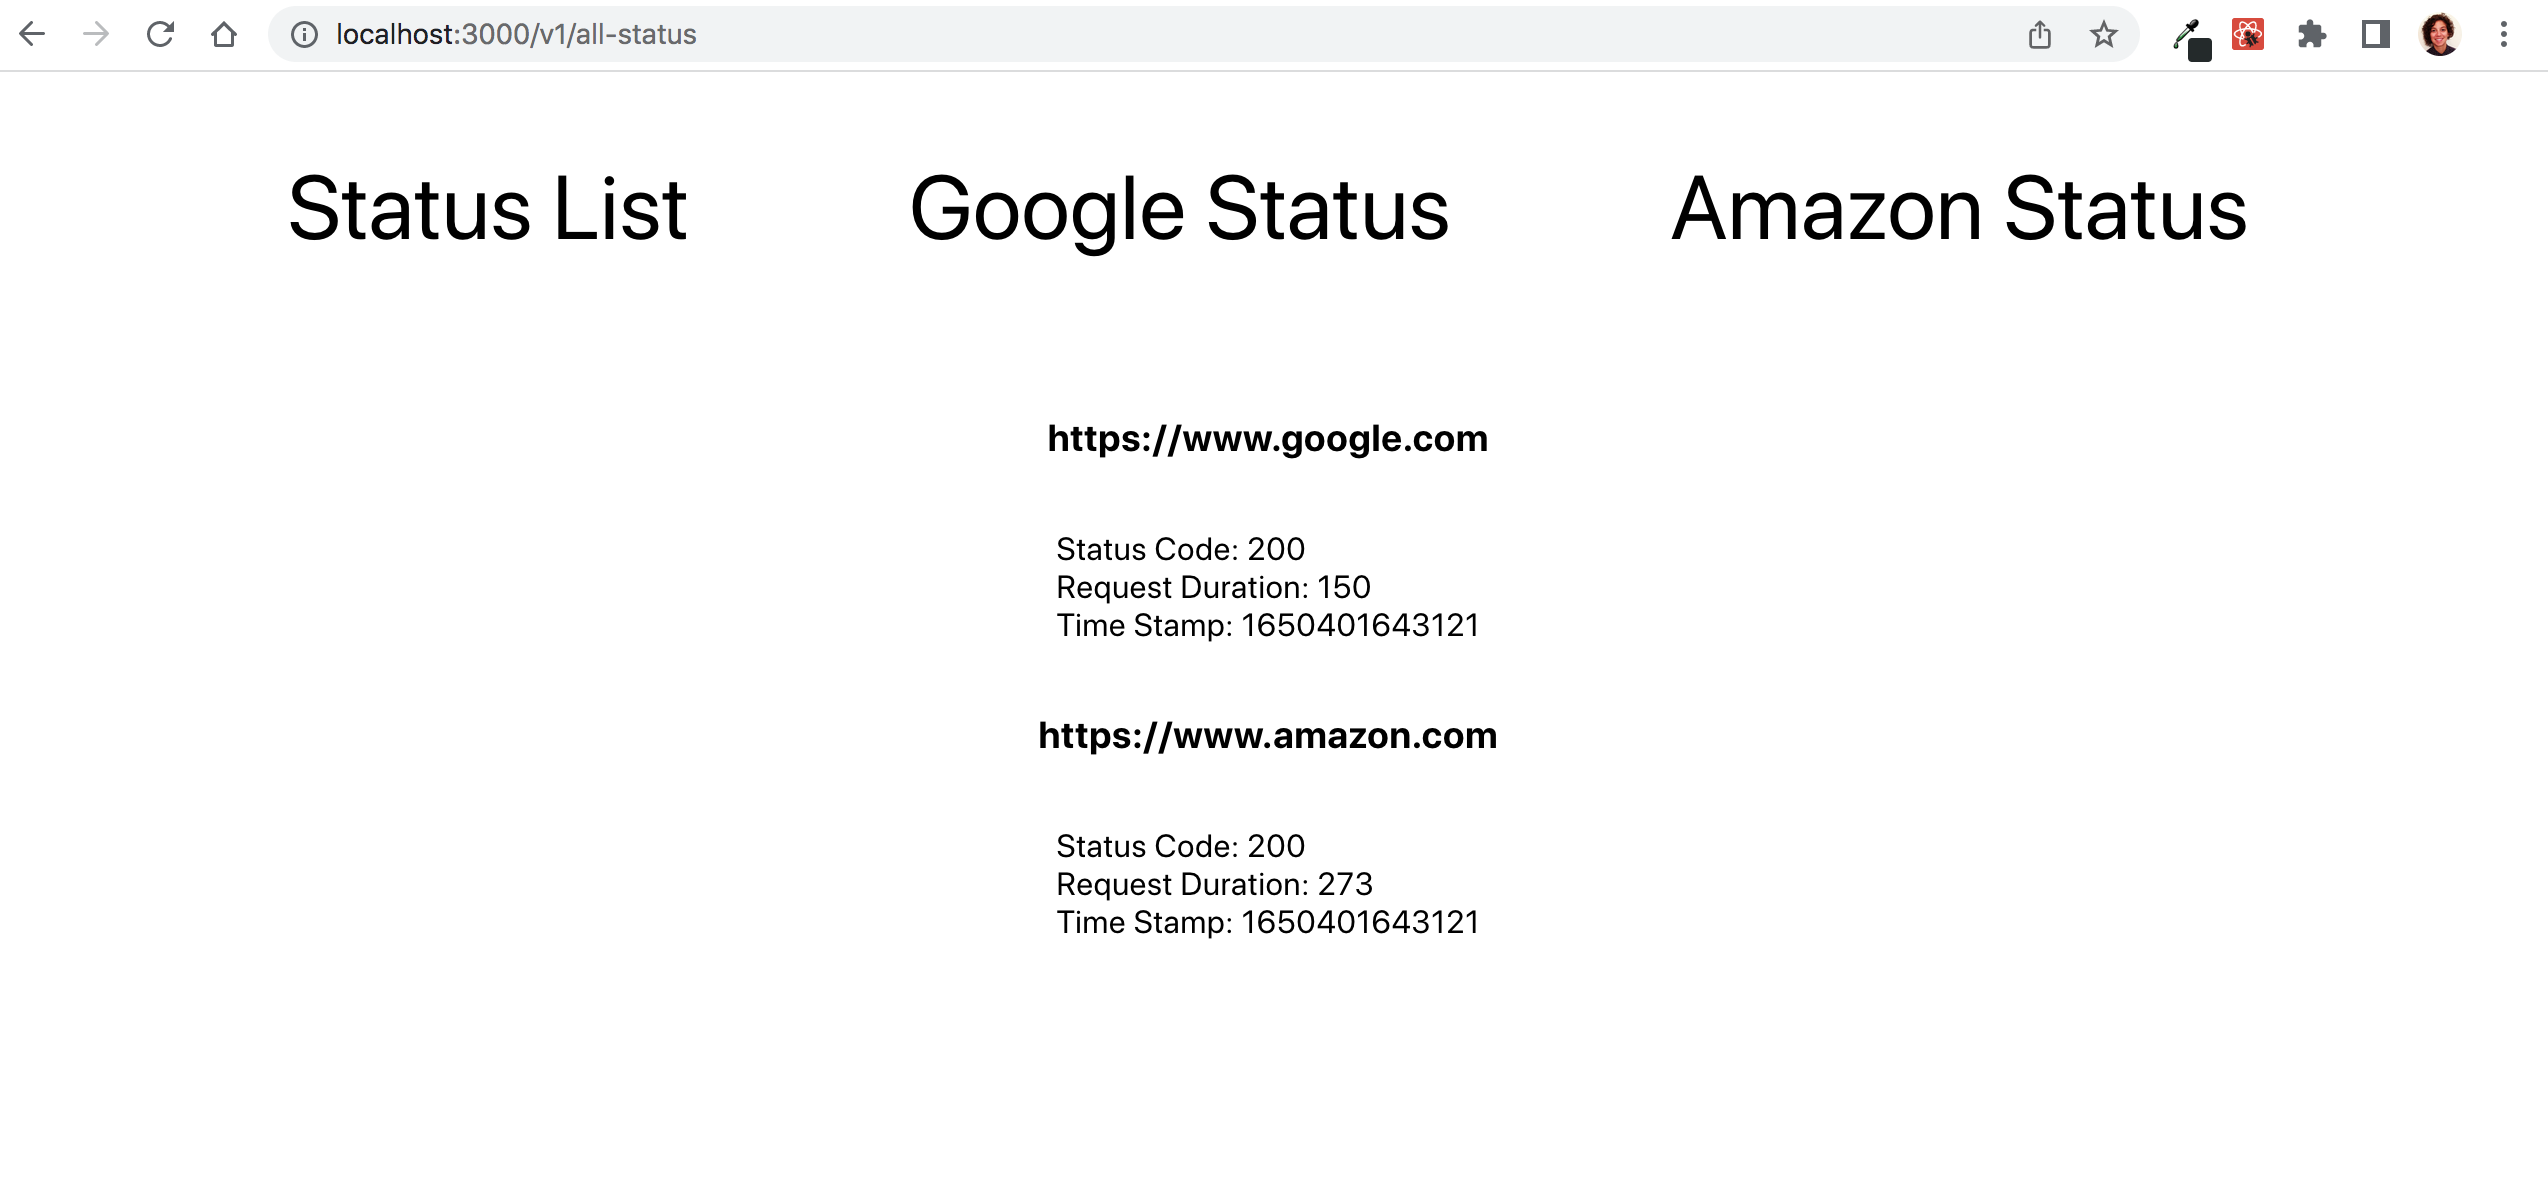 localhost:3000/v1/all-status
Status List
Google Status
Amazon Status
https://www.google.com
Status Code: 200
Request Duration: 150
Time Stamp: 1650401643121
https://www.amazon.com
Status Code: 200
Request Duration: 273
Time Stamp: 1650401643121